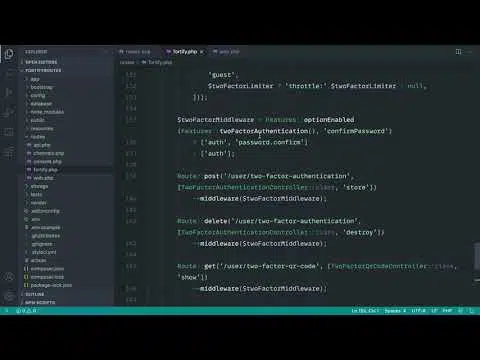 EXPLORER
OPEN EDITORS
FORTIFYROUTES
app
bootstrap
config
database
node_modules
public
resources
routes
api.php
channels.php
console.php
fortify.php
web.php
storage
tests
vendor
.editorconfig
.env
.env.example
.gitattributes
.gitignore
.styleci.yml
artisan
composer.json
composer.lock
package-lock.json
OUTLINE
NPM SCRIPTS
routes.php
fortify.php
web.php
routes
fortify.php
'guest',
$twoFactorLimiter ? 'throttle:'.$twoFactorLimiter : null,
]));
$twoFactorMiddleware = Features::optionEnabled
(Features::twoFactorAuthentication(), 'confirmPassword')
? ['auth', 'password.confirm']
: ['auth'];
Route::post('/user/two-factor-authentication',
[TwoFactorAuthenticationController::class, 'store'])
->middleware($twoFactorMiddleware);
Route::delete('/user/two-factor-authentication',
[TwoFactorAuthenticationController::class, 'destroy'])
->middleware($twoFactorMiddleware);
Route::get('/user/two-factor-qr-code', [TwoFactorQrCodeController::class,
'show'])
->middleware($twoFactorMiddleware);
Spaces: 4
UTF-8
LF
PHP